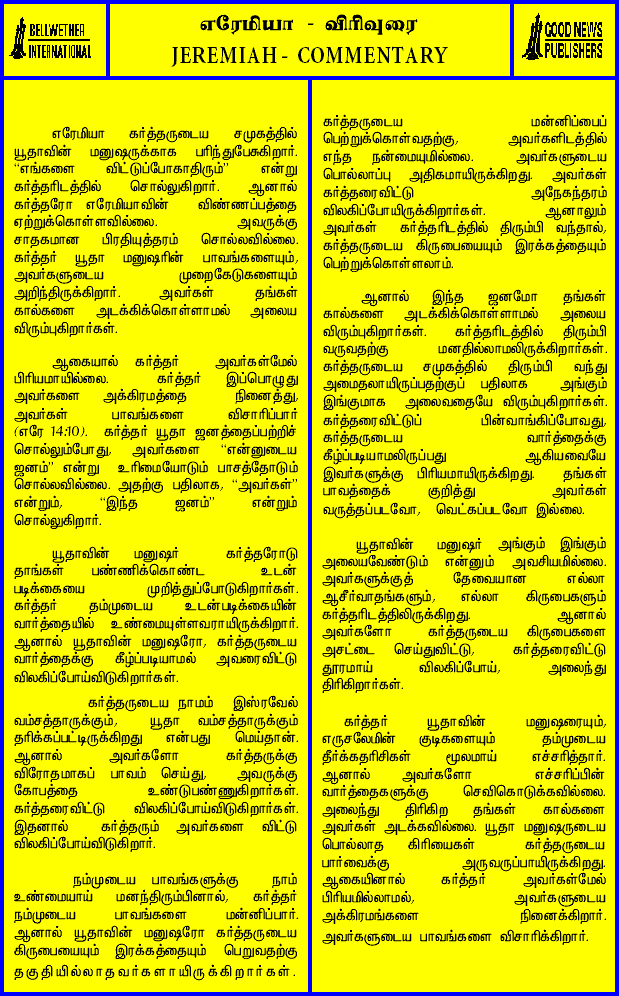 BELLWETHER
INTERNATIONAL
எரேமியா - விரிவுரை
JEREMIAH - COMMENTARY
GOOD NEWS
PUBLISHERS
எரேமியா கர்த்தருடைய சமுகத்தில்
யூதாவின் மனுஷருக்காக பரிந்துபேசுகிறார்.
“எங்களை விட்டுப்போகாதிரும்” என்று
கர்த்தரிடத்தில் சொல்லுகிறார். ஆனால்
கர்த்தரோ எரேமியாவின் விண்ணப்பத்தை
ஏற்றுக்கொள்ளவில்லை. அவருக்கு
சாதகமான பிரதியுத்தரம் சொல்லவில்லை.
கர்த்தர் யூதா மனுஷரின் பாவங்களையும்,
அவர்களுடைய முறைகேடுகளையும்
அறிந்திருக்கிறார். அவர்கள் தங்கள்
கால்களை அடக்கிக்கொள்ளாமல் அலைய
விரும்புகிறார்கள்.
ஆகையால் கர்த்தர் அவர்கள்மேல்
பிரியமாயில்லை. கர்த்தர் இப்பொழுது
அவர்களை அக்கிரமத்தை நினைத்து,
அவர்கள் பாவங்களை விசாரிப்பார்
(எரே 14:10). கர்த்தர் யூதா ஜனத்தைப்பற்றிச்
சொல்லும்போது, அவர்களை “என்னுடைய
ஜனம்” என்று உரிமையோடும் பாசத்தோடும்
சொல்லவில்லை. அதற்கு பதிலாக, “அவர்கள்”
என்றும், “இந்த ஜனம்” என்றும்
சொல்லுகிறார்.
யூதாவின் மனுஷர் கர்த்தரோடு
தாங்கள் பண்ணிக்கொண்ட உடன்
படிக்கையை முறித்துப்போடுகிறார்கள்.
கர்த்தர் தம்முடைய உடன்படிக்கையின்
வார்த்தையில் உண்மையுள்ளவராயிருக்கிறார்.
ஆனால் யூதாவின் மனுஷரோ, கர்த்தருடைய
வார்த்தைக்கு கீழ்ப்படியாமல் அவரைவிட்டு
விலகிப்போய்விடுகிறார்கள்.
கர்த்தருடைய நாமம் இஸ்ரவேல்
வம்சத்தாருக்கும், யூதா வம்சத்தாருக்கும்
தரிக்கப்பட்டிருக்கிறது என்பது மெய்தான்.
ஆனால் அவர்களோ கர்த்தருக்கு
விரோதமாகப் பாவம் செய்து, அவருக்கு
கோபத்தை உண்டுபண்ணுகிறார்கள்.
கர்த்தரைவிட்டு விலகிப்போய்விடுகிறார்கள்.
இதனால் கர்த்தரும் அவர்களை விட்டு
விலகிப்போய்விடுகிறார்.
நம்முடைய பாவங்களுக்கு நாம்
உண்மையாய் மனந்திரும்பினால், கர்த்தர்
நம்முடைய பாவங்களை மன்னிப்பார்.
ஆனால் யூதாவின் மனுஷரோ கர்த்தருடைய
கிருபையையும் இரக்கத்தையும் பெறுவதற்கு
தகுதியில்லாதவர்களாயிருக்கிறார்கள்.
கர்த்தருடைய மன்னிப்பைப்
பெற்றுக்கொள்வதற்கு, அவர்களிடத்தில்
எந்த நன்மையுமில்லை. அவர்களுடைய
பொல்லாப்பு அதிகமாயிருக்கிறது. அவர்கள்
கர்த்தரைவிட்டு அநேகந்தரம்
விலகிப்போயிருக்கிறார்கள். ஆனாலும்
அவர்கள் கர்த்தரிடத்தில் திரும்பி வந்தால்,
கர்த்தருடைய கிருபையையும் இரக்கத்தையும்
பெற்றுக்கொள்ளலாம்.
ஆனால் இந்த ஜனமோ தங்கள்
கால்களை அடக்கிக்கொள்ளாமல் அலைய
விரும்புகிறார்கள். கர்த்தரிடத்தில் திரும்பி
வருவதற்கு மனதில்லாமலிருக்கிறார்கள்.
கர்த்தருடைய சமுகத்தில் திரும்பி வந்து
அமைதலாயிருப்பதற்குப் பதிலாக அங்கும்
இங்குமாக அலைவதையே விரும்புகிறார்கள்.
கர்த்தரைவிட்டுப் பின்வாங்கிப்போவது,
கர்த்தருடைய வார்த்தைக்கு
கீழ்ப்படியாமலிருப்பது ஆகியவையே
இவர்களுக்கு பிரியமாயிருக்கிறது. தங்கள்
பாவத்தைக் குறித்து அவர்கள்
வருத்தப்படவோ, வெட்கப்படவோ இல்லை.
யூதாவின் மனுஷர் அங்கும் இங்கும்
அலையவேண்டும் என்னும் அவசியமில்லை.
அவர்களுக்குத் தேவையான எல்லா
ஆசீர்வாதங்களும், எல்லா கிருபைகளும்
கர்த்தரிடத்திலிருக்கிறது. ஆனால்
அவர்களோ கர்த்தருடைய கிருபைகளை
அசட்டை செய்துவிட்டு, கர்த்தரைவிட்டு
தூரமாய் விலகிப்போய், அலைந்து
திரிகிறார்கள்.
கர்த்தர் யூதாவின் மனுஷரையும்,
எருசலேமின் குடிகளையும் தம்முடைய
தீர்க்கதரிசிகள் மூலமாய் எச்சரித்தார்.
ஆனால் அவர்களோ எச்சரிப்பின்
வார்த்தைகளுக்கு செவிகொடுக்கவில்லை.
அலைந்து திரிகிற தங்கள் கால்களை
அவர்கள் அடக்கவில்லை. யூதா மனுஷருடைய
பொல்லாத கிரியைகள் கர்த்தருடைய
பார்வைக்கு அருவருப்பாயிருக்கிறது.
ஆகையினால் கர்த்தர் அவர்கள்மேல்
பிரியமில்லாமல், அவர்களுடைய
அக்கிரமங்களை நினைக்கிறார்.
அவர்களுடைய பாவங்களை விசாரிக்கிறார்.